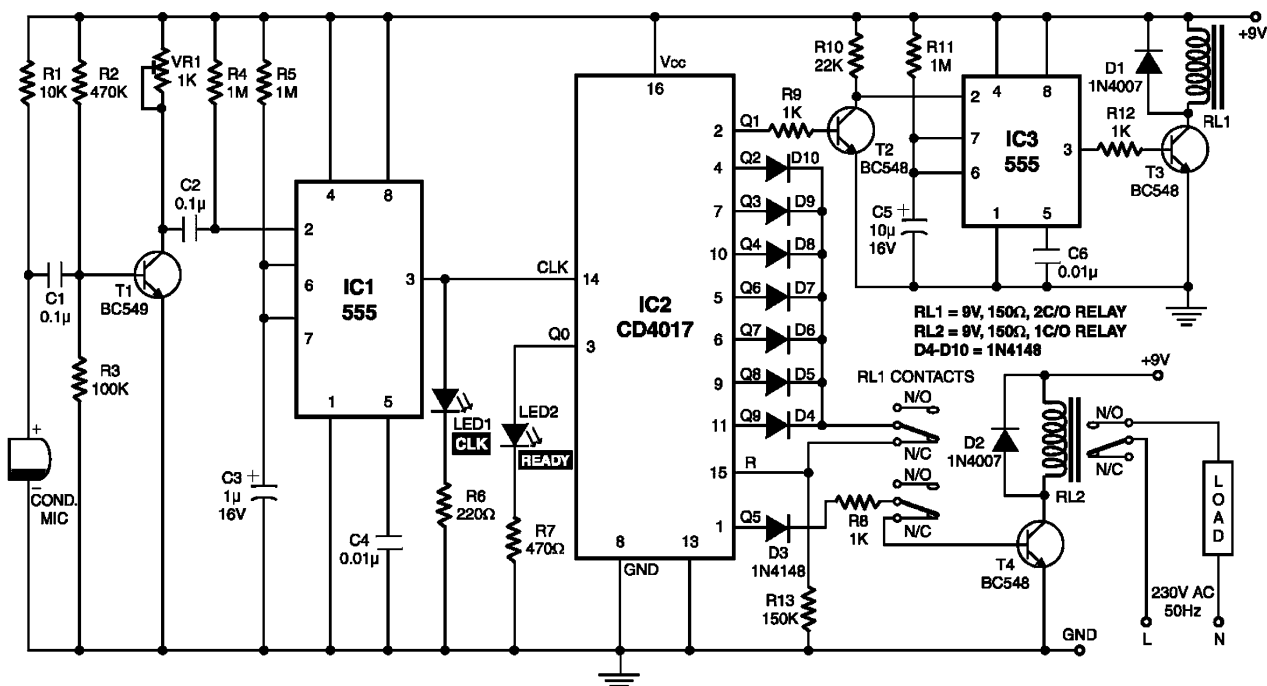 +9V
R1
10K
R2
470K
VR1
1K
R4
1M
R5
1M
C2
0.1µ
C1
0.1µ
T1
BC549
R3
100K
+
–
COND.
MIC
4
8
2
6
7
3
1
5
IC1
555
C3
1µ
16V
+
C4
0.01µ
LED1
CLK
R6
220Ω
LED2
READY
R7
470Ω
CLK
14
Q0
3
Vcc
16
IC2
CD4017
2
4
7
10
5
6
9
11
15
1
8
13
GND
Q1
Q2
Q3
Q4
Q6
Q7
Q8
Q9
R
Q5
D10
D9
D8
D7
D6
D5
D4
D3
1N4148
R9
1K
R10
22K
T2
BC548
R11
1M
C5
10µ
16V
+
4
8
2
7
6
3
1
5
IC3
555
C6
0.01µ
R12
1K
D1
1N4007
RL1
T3
BC548
RL1 = 9V, 150Ω, 2C/O RELAY
RL2 = 9V, 150Ω, 1C/O RELAY
D4-D10 = 1N4148
RL1 CONTACTS
N/O
N/C
N/O
N/C
R8
1K
R13
150K
+9V
D2
1N4007
RL2
N/O
N/C
T4
BC548
LOAD
230V AC
50Hz
L
N
GND